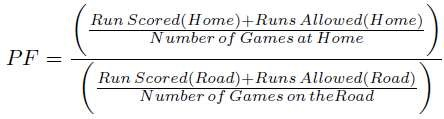 PF = 
Run Scored(Home)+Runs Allowed(Home)
Number of Games at Home
Run Scored(Road)+Runs Allowed(Road)
Number of Games on theRoad